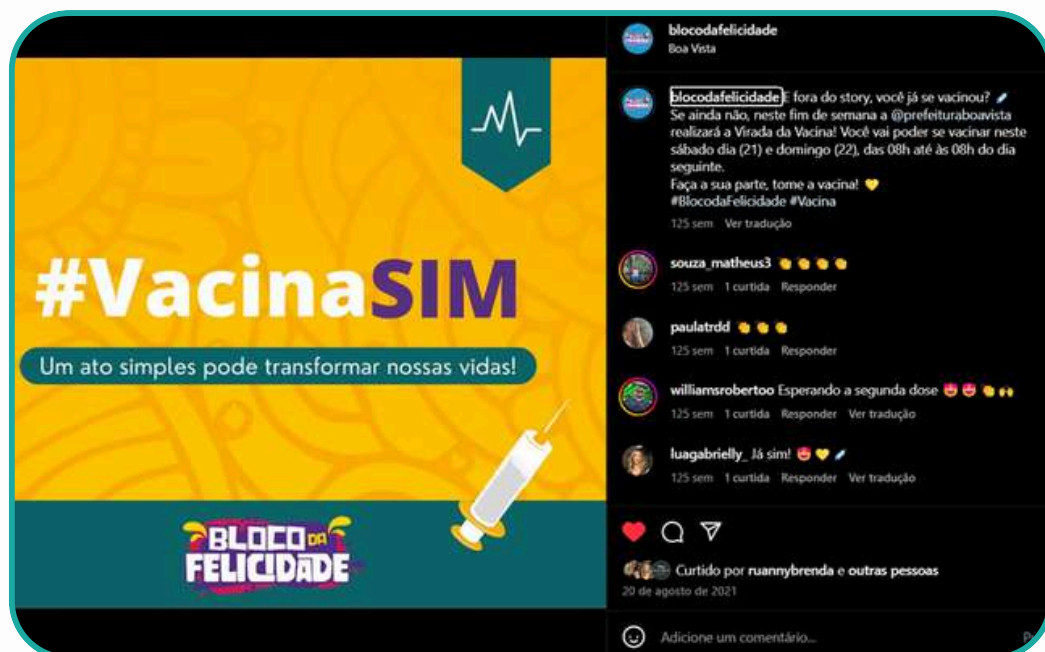 #VacinaSIM
Um ato simples pode transformar nossas vidas!
BLOCO DA
FELICIDADE
blocodafelicidade
Boa Vista
blocodafelicidade E fora do story, você já se vacinou?
Se ainda não, neste fim de semana a @prefeituraboavista
realizará a Virada da Vacina! Você vai poder se vacinar neste
sábado dia (21) e domingo (22), das 08h até às 08h do dia
seguinte.
Faça a sua parte, tome a vacina! 💛
#BlocodaFelicidade #Vacina
125 sem Ver tradução
souza_matheus3 👏 👏 👏 👏
125 sem 1 curtida Responder
paulatrdd 👏 👏 👏
125 sem 1 curtida Responder
williamsrobertoo Esperando a segunda dose 😍 😍 👏 🙌
125 sem 1 curtida Responder Ver tradução
luagabrielly_ Já sim! 😍 💛 💉
125 sem 1 curtida Responder Ver tradução
Curtido por ruannybrenda e outras pessoas
20 de agosto de 2021
Adicione um comentário...